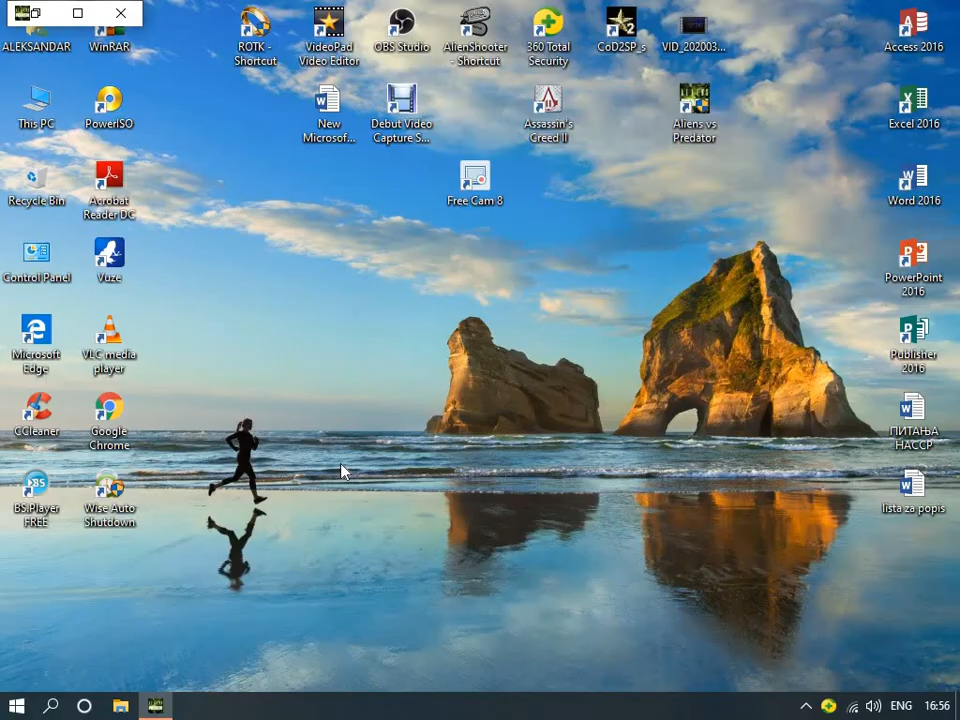 ALEKSANDAR
WinRAR
ROTK -
Shortcut
VideoPad
Video Editor
OBS Studio
AlienShooter
- Shortcut
360 Total
Security
CoD2SP_s
VID_202003...
Access 2016
This PC
PowerISO
New
Microsof...
Debut Video
Capture S...
Assassin's
Creed II
Aliens vs
Predator
Excel 2016
Recycle Bin
Acrobat
Reader DC
Free Cam 8
Word 2016
Control Panel
Vuze
PowerPoint
2016
Microsoft
Edge
VLC media
player
Publisher
2016
CCleaner
Google
Chrome
ПИТАЊА
НАССР
BS.Player
FREE
Wise Auto
Shutdown
lista za popis
ENG
16:56